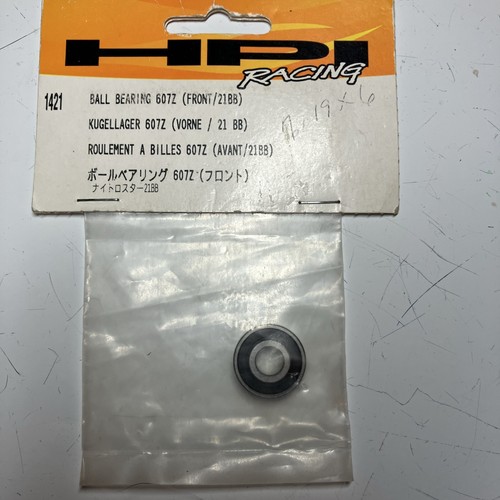 HPI
RACING
1421
BALL BEARING 607Z (FRONT/21BB)
KUGELLAGER 607Z (VORNE / 21 BB)
ROULEMENT A BILLES 607Z (AVANT/21BB)
ボールベアリング 607Z (フロント)
ナイトロスター21BB
19 x 6